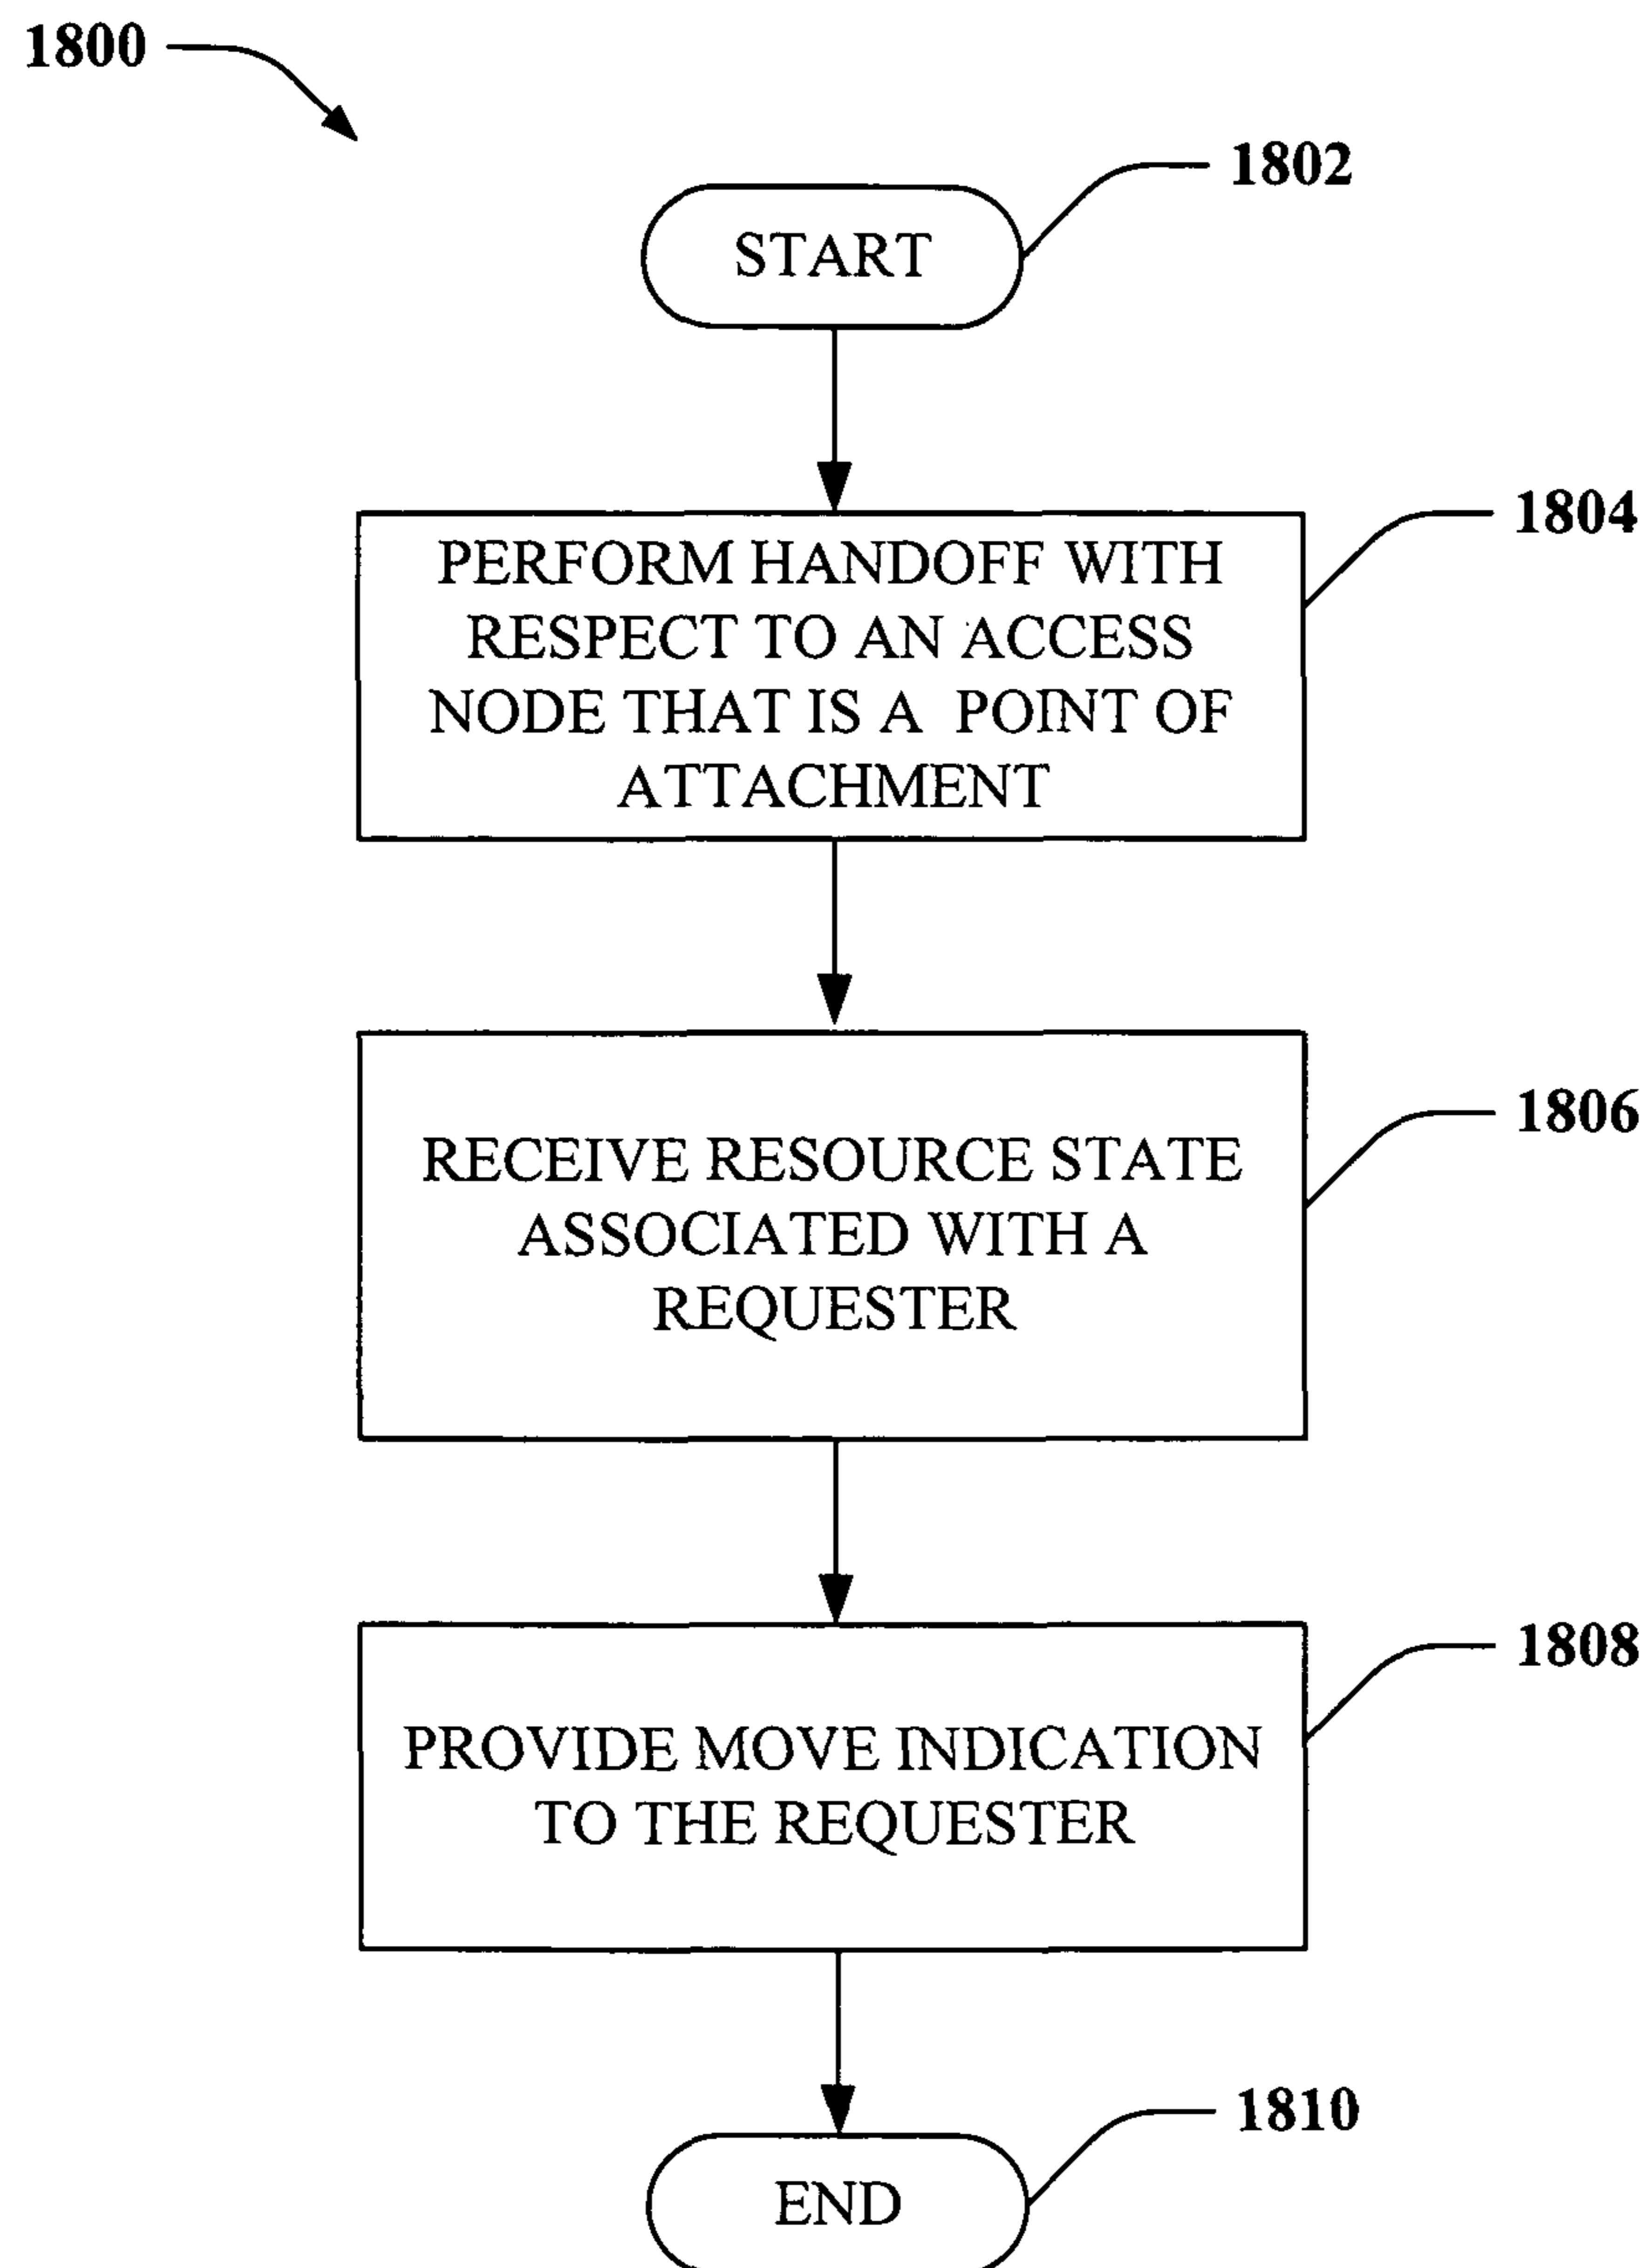 1800
1802
START
1804
PERFORM HANDOFF WITH
RESPECT TO AN ACCESS
NODE THAT IS A POINT OF
ATTACHMENT
1806
RECEIVE RESOURCE STATE
ASSOCIATED WITH A
REQUESTER
1808
PROVIDE MOVE INDICATION
TO THE REQUESTER
1810
END